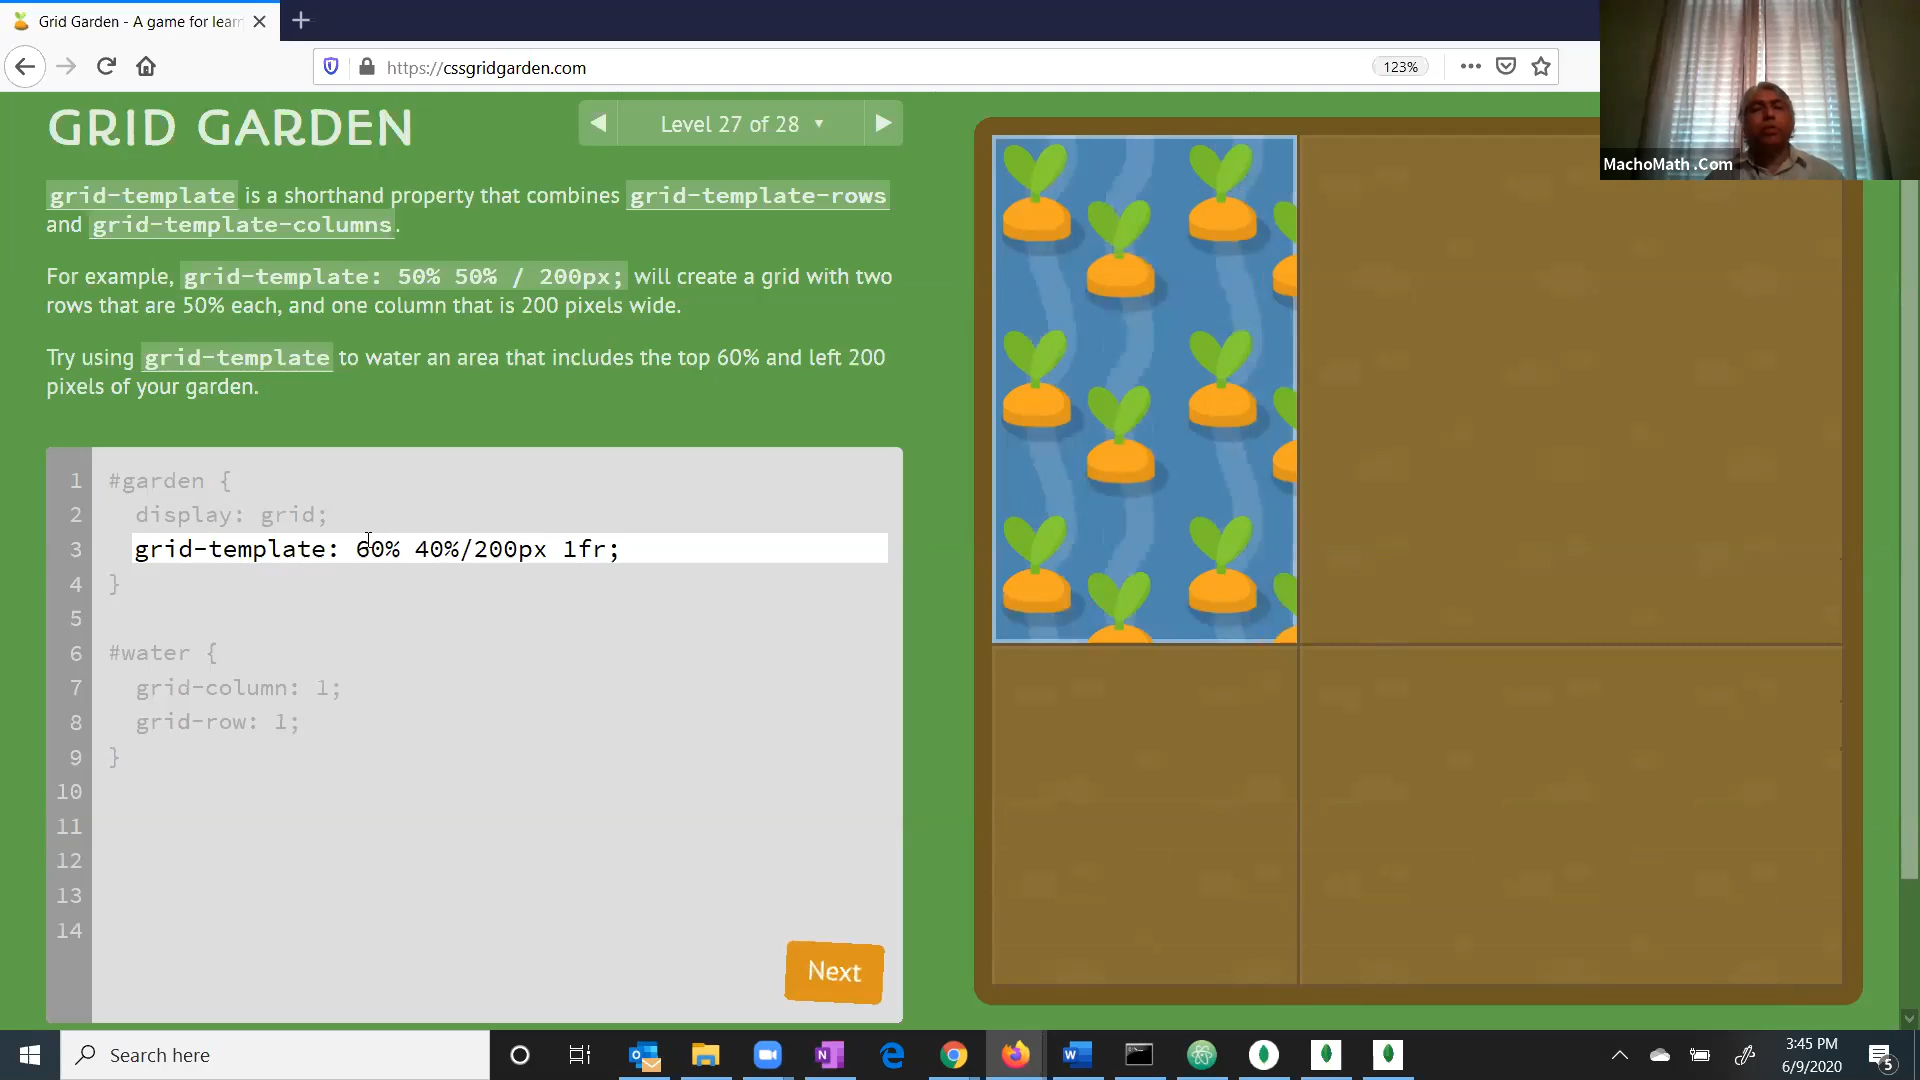 Grid Garden - A game for lear
https://cssgridgarden.com
123%
MachoMath .Com
GRID GARDEN
Level 27 of 28
grid-template is a shorthand property that combines grid-template-rows
and grid-template-columns.
For example, grid-template: 50% 50% / 200px; will create a grid with two
rows that are 50% each, and one column that is 200 pixels wide.
Try using grid-template to water an area that includes the top 60% and left 200
pixels of your garden.
1 #garden {
2 display: grid;
3 grid-template: 60% 40%/200px 1fr;
4 }
5
6 #water {
7 grid-column: 1;
8 grid-row: 1;
9 }
10
11
12
13
14
Next
Search here
3:45 PM
6/9/2020
5